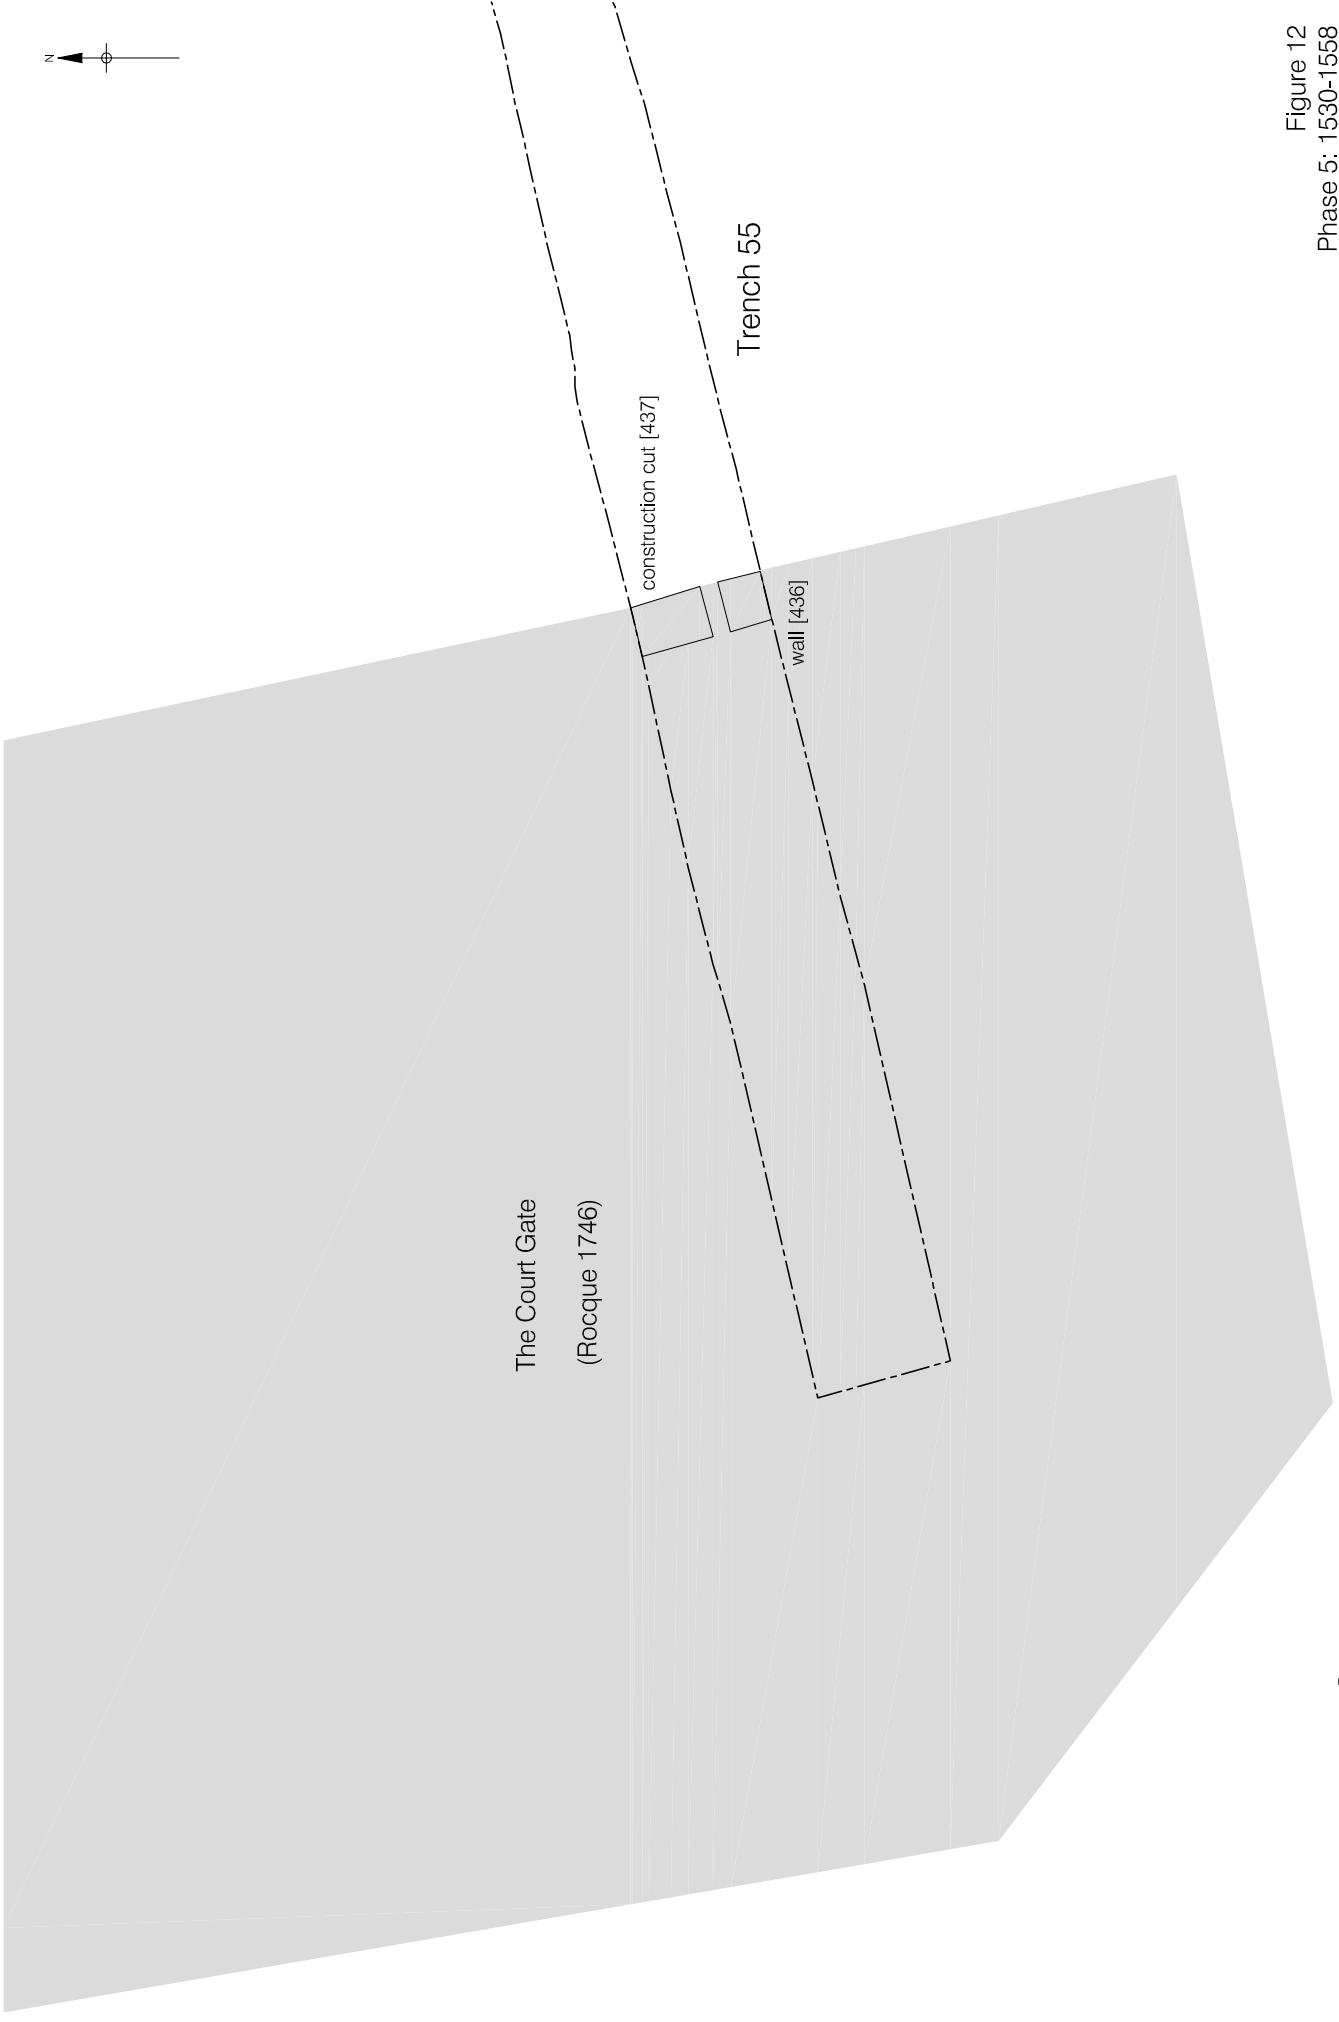 N
The Court Gate
(Rocque 1746)
construction cut [437]
Trench 55
wall [436]
Figure 12
Phase 5: 1530-1558